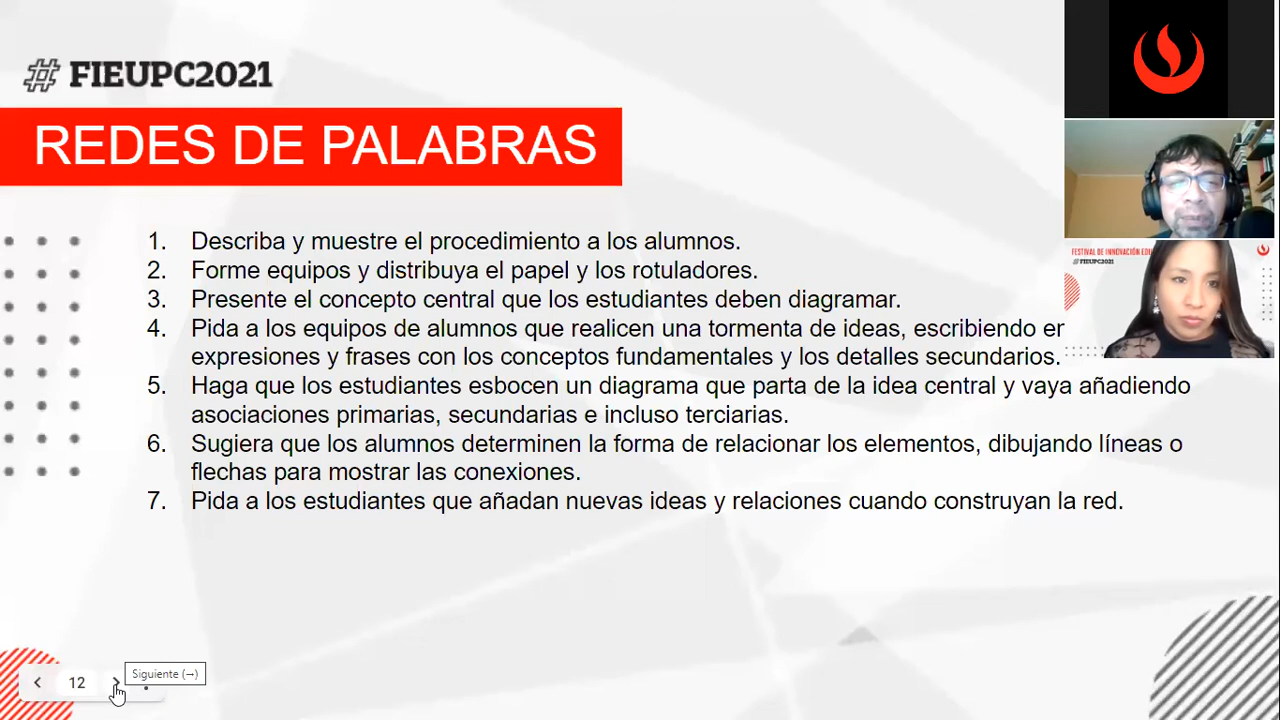 # FIEUPC2021
REDES DE PALABRAS
1. Describa y muestre el procedimiento a los alumnos.
2. Forme equipos y distribuya el papel y los rotuladores.
3. Presente el concepto central que los estudiantes deben diagramar.
4. Pida a los equipos de alumnos que realicen una tormenta de ideas, escribiendo
expresiones y frases con los conceptos fundamentales y los detalles secundarios.
5. Haga que los estudiantes esbocen un diagrama que parta de la idea central y vaya añadiendo
asociaciones primarias, secundarias e incluso terciarias.
6. Sugiera que los alumnos determinen la forma de relacionar los elementos, dibujando líneas o
flechas para mostrar las conexiones.
7. Pida a los estudiantes que añadan nuevas ideas y relaciones cuando construyan la red.
FESTIVAL DE INNOVACIÓN
#FIEUPC2021
Siguiente (→)
12